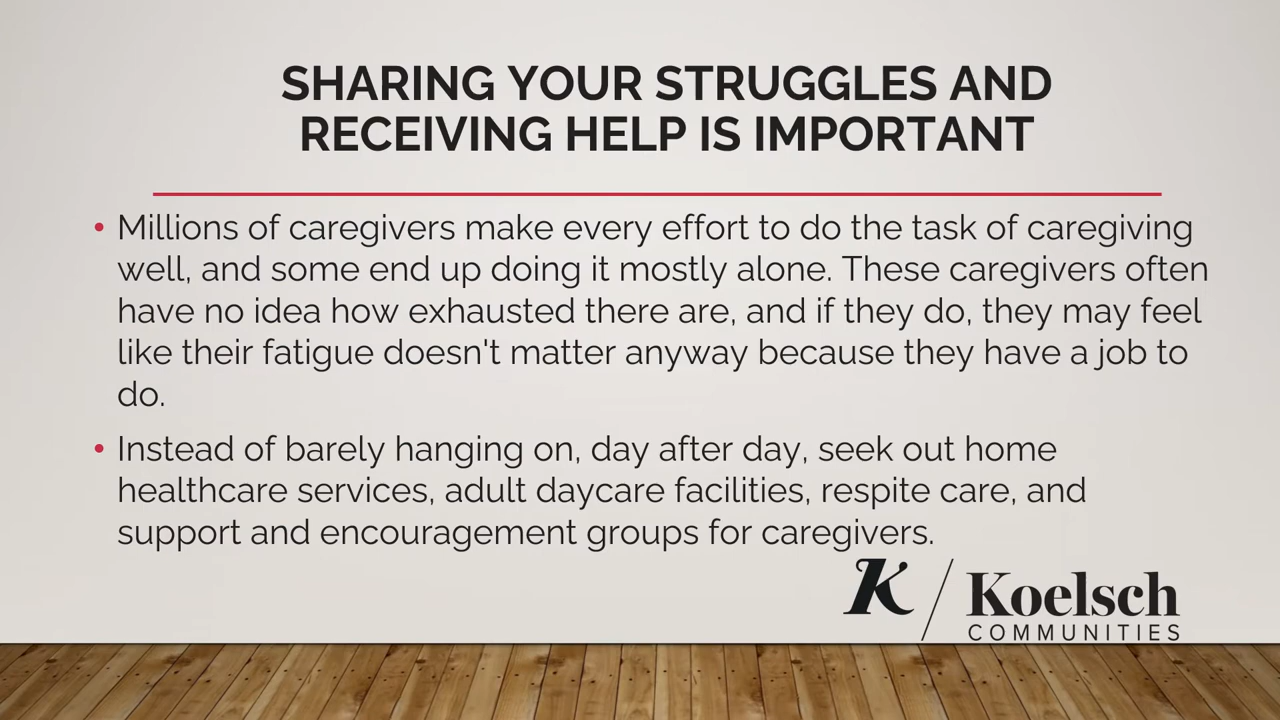 SHARING YOUR STRUGGLES AND
RECEIVING HELP IS IMPORTANT
• Millions of caregivers make every effort to do the task of caregiving
well, and some end up doing it mostly alone. These caregivers often
have no idea how exhausted there are, and if they do, they may feel
like their fatigue doesn't matter anyway because they have a job to
do.
• Instead of barely hanging on, day after day, seek out home
healthcare services, adult daycare facilities, respite care, and
support and encouragement groups for caregivers.
K / Koelsch
COMMUNITIES